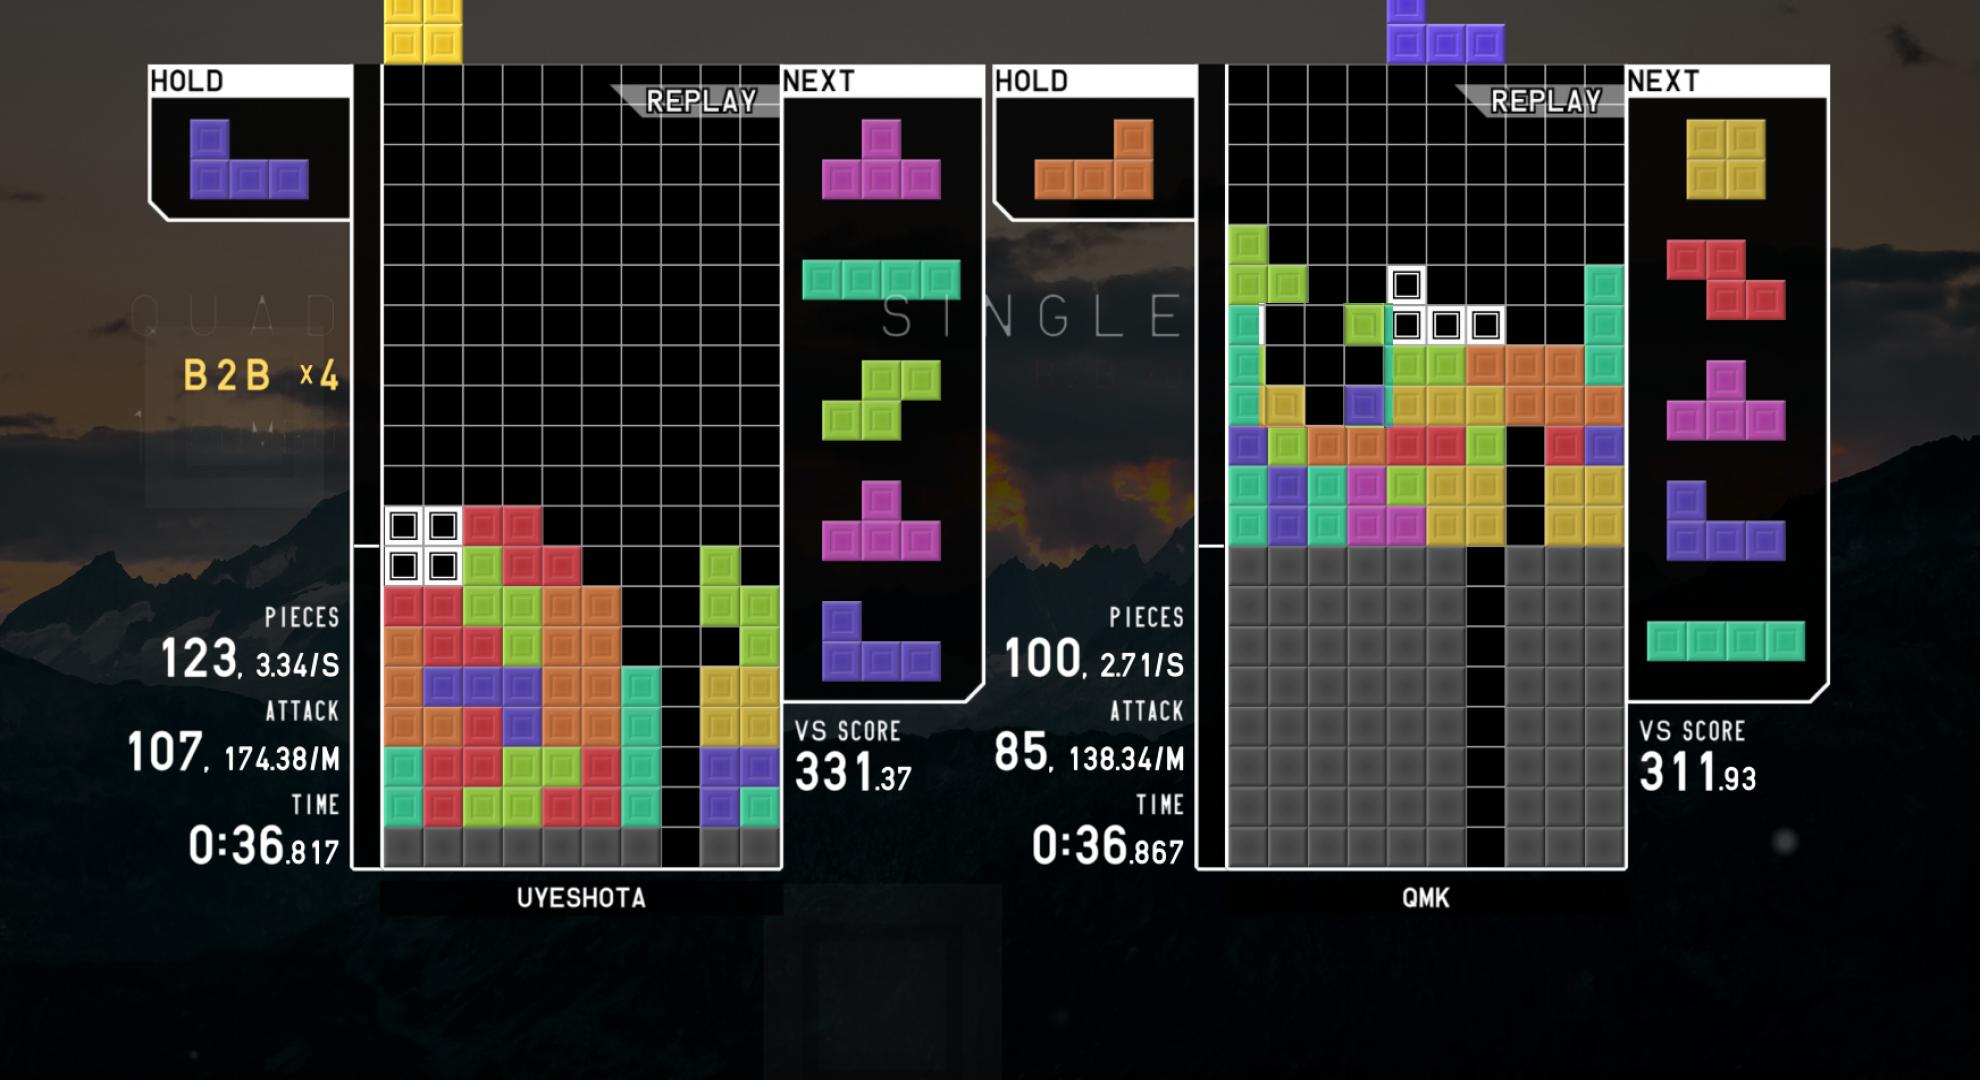 HOLD
REPLAY
NEXT
QUAD
B2B ×4
PIECES
123, 3.34/S
ATTACK
107, 174.38/M
TIME
0:36.817
VS SCORE
331.37
UYESHOTA
HOLD
REPLAY
NEXT
SINGLE
PIECES
100, 2.71/S
ATTACK
85, 138.34/M
TIME
0:36.867
VS SCORE
311.93
QMK